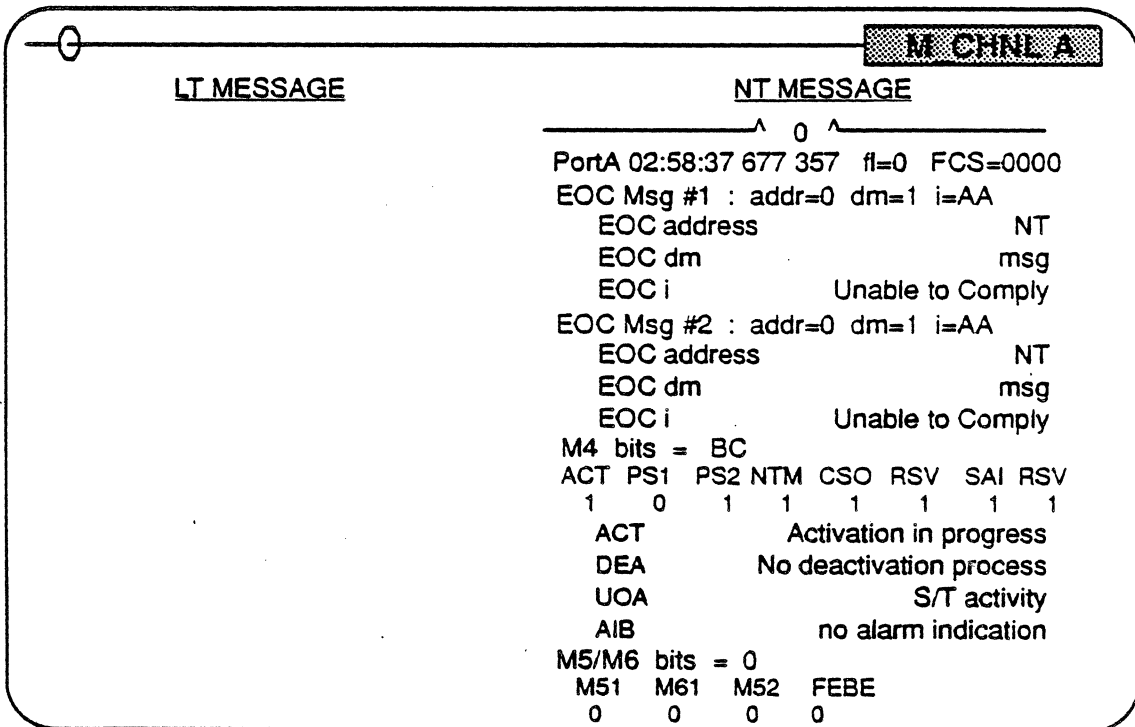 M CHNL A
LT MESSAGE
NT MESSAGE
^ 0 ^
PortA 02:58:37 677 357 fl=0 FCS=0000
EOC Msg #1 : addr=0 dm=1 i=AA
EOC address NT
EOC dm msg
EOC i Unable to Comply
EOC Msg #2 : addr=0 dm=1 i=AA
EOC address NT
EOC dm msg
EOC i Unable to Comply
M4 bits = BC
ACT PS1 PS2 NTM CSO RSV SAI RSV
1 0 1 1 1 1 1 1
ACT Activation in progress
DEA No deactivation process
UOA S/T activity
AIB no alarm indication
M5/M6 bits = 0
M51 M61 M52 FEBE
0 0 0 0